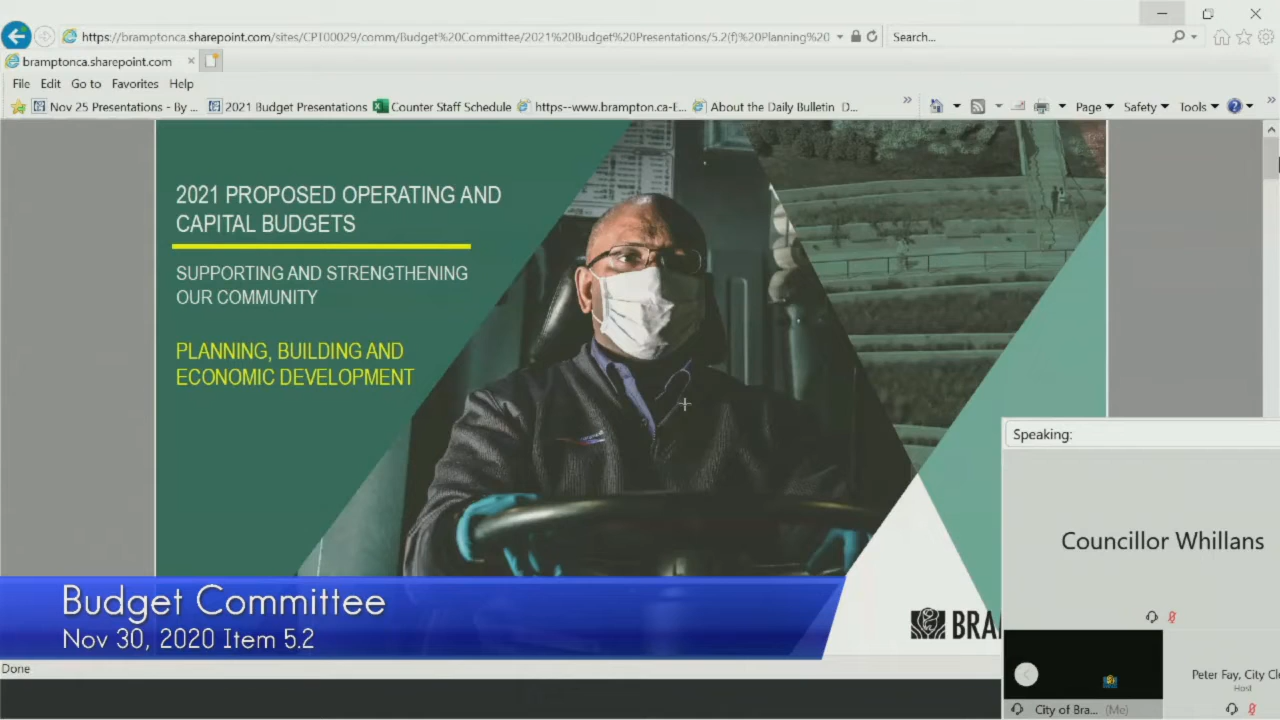 https://bramptonca.sharepoint.com/sites/CPT00029/comm/Budget%20Committee/2021%20Budget%20Presentations/5.2(f)%20Planning%20
Search...
bramptonca.sharepoint.com
File Edit Go to Favorites Help
Nov 25 Presentations - By ... 2021 Budget Presentations Counter Staff Schedule https--www.brampton.ca-E... About the Daily Bulletin D... Page Safety Tools
2021 PROPOSED OPERATING AND
CAPITAL BUDGETS
SUPPORTING AND STRENGTHENING
OUR COMMUNITY
PLANNING, BUILDING AND
ECONOMIC DEVELOPMENT
Speaking:
Councillor Whillans
Budget Committee
Nov 30, 2020 Item 5.2
BRA
Done
Peter Fay, City Cl
Host
City of Bra... (Me)